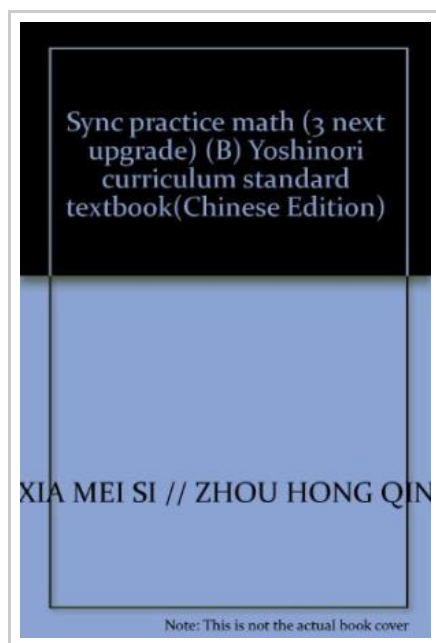 Sync practice math (3 next
upgrade) (B) Yoshinori
curriculum standard
textbook(Chinese Edition)
XIA MEI SI // ZHOU HONG QIN
Note: This is not the actual book cover